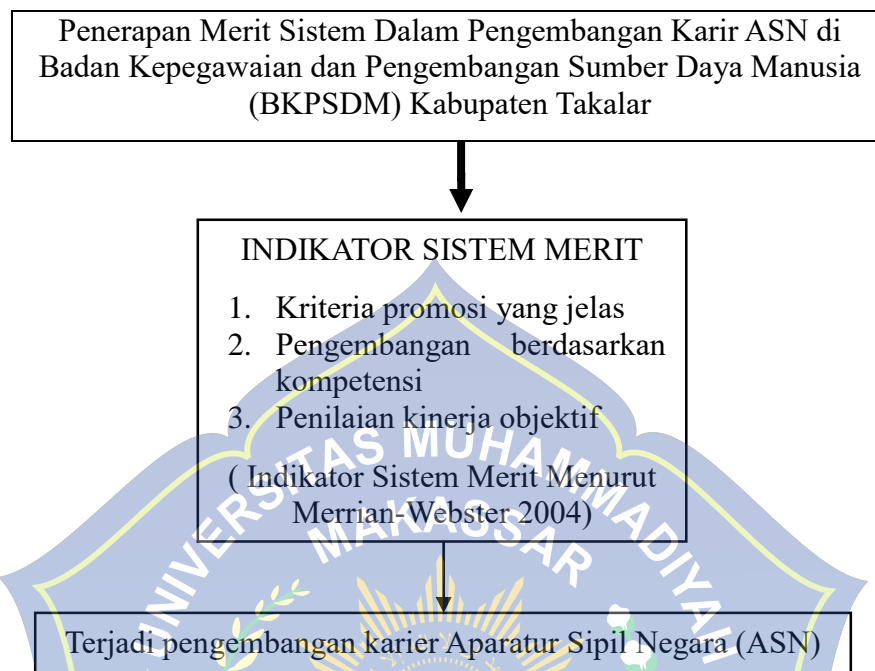 Penerapan Merit Sistem Dalam Pengembangan Karir ASN di
Badan Kepegawaian dan Pengembangan Sumber Daya Manusia
(BKPSDM) Kabupaten Takalar
INDIKATOR SISTEM MERIT
1. Kriteria promosi yang jelas
2. Pengembangan berdasarkan
kompetensi
3. Penilaian kinerja objektif
( Indikator Sistem Merit Menurut
Merrian-Webster 2004)
Terjadi pengembangan karier Aparatur Sipil Negara (ASN)
UNIVERSITAS MUHAMMADIYAH
MAKASSAR